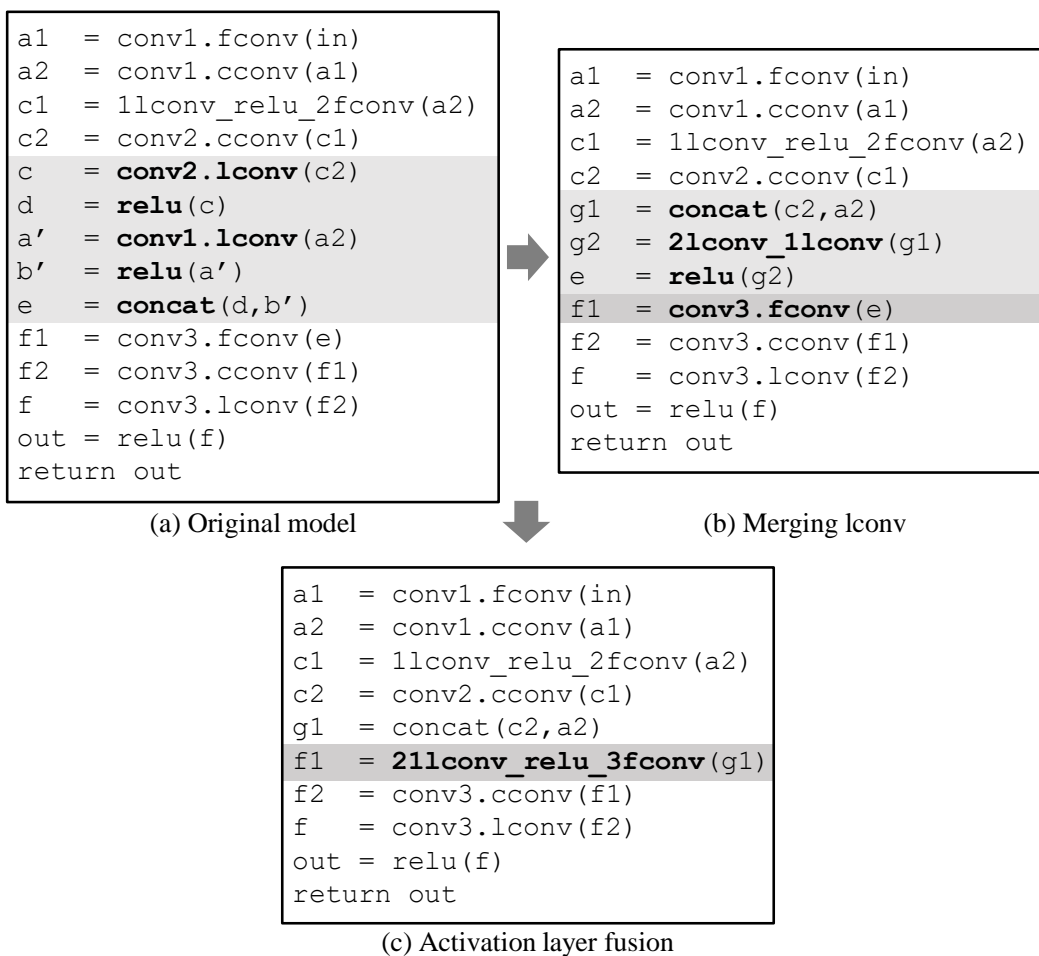 a1 = conv1.fconv(in)
a2 = conv1.cconv(a1)
c1 = 1lconv_relu_2fconv(a2)
c2 = conv2.cconv(c1)
c = conv2.lconv(c2)
d = relu(c)
a′ = conv1.lconv(a2)
b′ = relu(a′)
e = concat(d,b′)
f1 = conv3.fconv(e)
f2 = conv3.cconv(f1)
f = conv3.lconv(f2)
out = relu(f)
return out
(a) Original model
a1 = conv1.fconv(in)
a2 = conv1.cconv(a1)
c1 = 1lconv_relu_2fconv(a2)
c2 = conv2.cconv(c1)
g1 = concat(c2,a2)
g2 = 2lconv_1lconv(g1)
e = relu(g2)
f1 = conv3.fconv(e)
f2 = conv3.cconv(f1)
f = conv3.lconv(f2)
out = relu(f)
return out
(b) Merging lconv
a1 = conv1.fconv(in)
a2 = conv1.cconv(a1)
c1 = 1lconv_relu_2fconv(a2)
c2 = conv2.cconv(c1)
g1 = concat(c2,a2)
f1 = 21lconv_relu_3fconv(g1)
f2 = conv3.cconv(f1)
f = conv3.lconv(f2)
out = relu(f)
return out
(c) Activation layer fusion